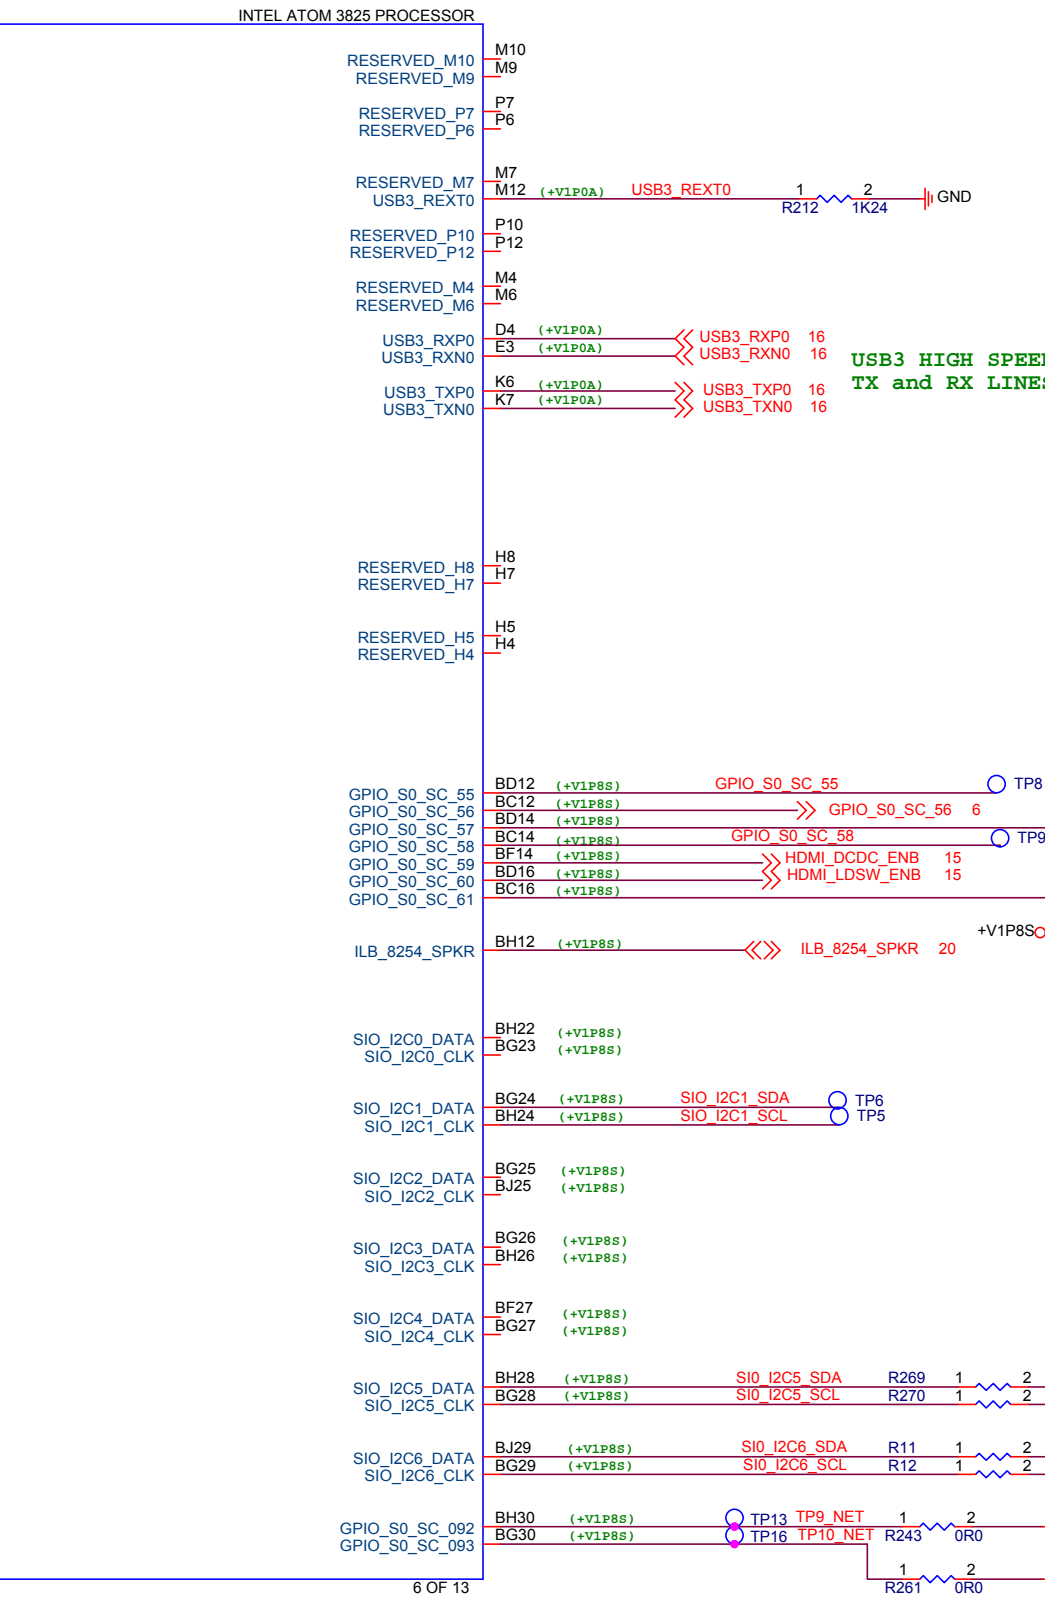 INTEL ATOM 3825 PROCESSOR
RESERVED_M10 M10
RESERVED_M9 M9
RESERVED_P7 P7
RESERVED_P6 P6
RESERVED_M7 M7
USB3_REXT0 M12 (+V1P0A) USB3_REXT0 1 2 GND
R212 1K24
RESERVED_P10 P10
RESERVED_P12 P12
RESERVED_M4 M4
RESERVED_M6 M6
USB3_RXP0 D4 (+V1P0A) USB3_RXP0 16
USB3_RXN0 E3 (+V1P0A) USB3_RXN0 16
USB3 HIGH SPEED
TX and RX LINES
USB3_TXP0 K6 (+V1P0A) USB3_TXP0 16
USB3_TXN0 K7 (+V1P0A) USB3_TXN0 16
RESERVED_H8 H8
RESERVED_H7 H7
RESERVED_H5 H5
RESERVED_H4 H4
GPIO_S0_SC_55 BD12 (+V1P8S) GPIO_S0_SC_55 TP8
GPIO_S0_SC_56 BC12 (+V1P8S) GPIO_S0_SC_56 6
GPIO_S0_SC_57 BD14 (+V1P8S)
GPIO_S0_SC_58 BC14 (+V1P8S) GPIO_S0_SC_58 TP9
GPIO_S0_SC_59 BF14 (+V1P8S) HDMI_DCDC_ENB 15
GPIO_S0_SC_60 BD16 (+V1P8S) HDMI_LDSW_ENB 15
GPIO_S0_SC_61 BC16 (+V1P8S)
+V1P8S
ILB_8254_SPKR BH12 (+V1P8S) ILB_8254_SPKR 20
SIO_I2C0_DATA BH22 (+V1P8S)
SIO_I2C0_CLK BG23 (+V1P8S)
SIO_I2C1_DATA BG24 (+V1P8S) SIO_I2C1_SDA TP6
SIO_I2C1_CLK BH24 (+V1P8S) SIO_I2C1_SCL TP5
SIO_I2C2_DATA BG25 (+V1P8S)
SIO_I2C2_CLK BJ25 (+V1P8S)
SIO_I2C3_DATA BG26 (+V1P8S)
SIO_I2C3_CLK BH26 (+V1P8S)
SIO_I2C4_DATA BF27 (+V1P8S)
SIO_I2C4_CLK BG27 (+V1P8S)
SIO_I2C5_DATA BH28 (+V1P8S) SI0_I2C5_SDA R269 1 2
SIO_I2C5_CLK BG28 (+V1P8S) SI0_I2C5_SCL R270 1 2
SIO_I2C6_DATA BJ29 (+V1P8S) SI0_I2C6_SDA R11 1 2
SIO_I2C6_CLK BG29 (+V1P8S) SI0_I2C6_SCL R12 1 2
GPIO_S0_SC_092 BH30 (+V1P8S) TP13 TP9_NET 1 2
GPIO_S0_SC_093 BG30 (+V1P8S) TP16 TP10_NET R243 0R0
1 2
R261 0R0
6 OF 13